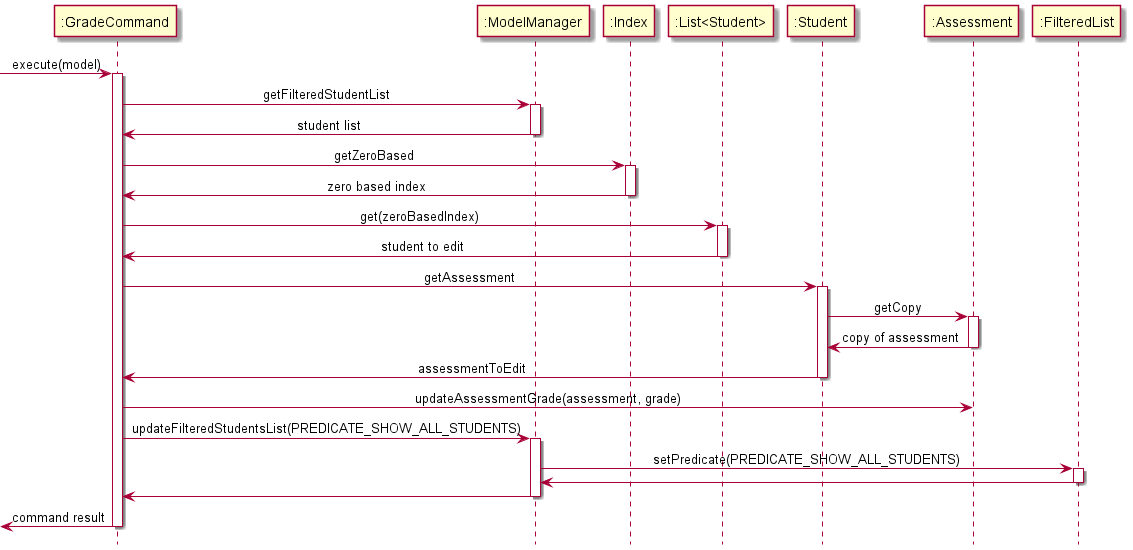 :GradeCommand
:ModelManager
:Index
:List<Student>
:Student
:Assessment
:FilteredList
execute(model)
getFilteredStudentList
student list
getZeroBased
zero based index
get(zeroBasedIndex)
student to edit
getAssessment
getCopy
copy of assessment
assessmentToEdit
updateAssessmentGrade(assessment, grade)
updateFilteredStudentsList(PREDICATE_SHOW_ALL_STUDENTS)
setPredicate(PREDICATE_SHOW_ALL_STUDENTS)
command result